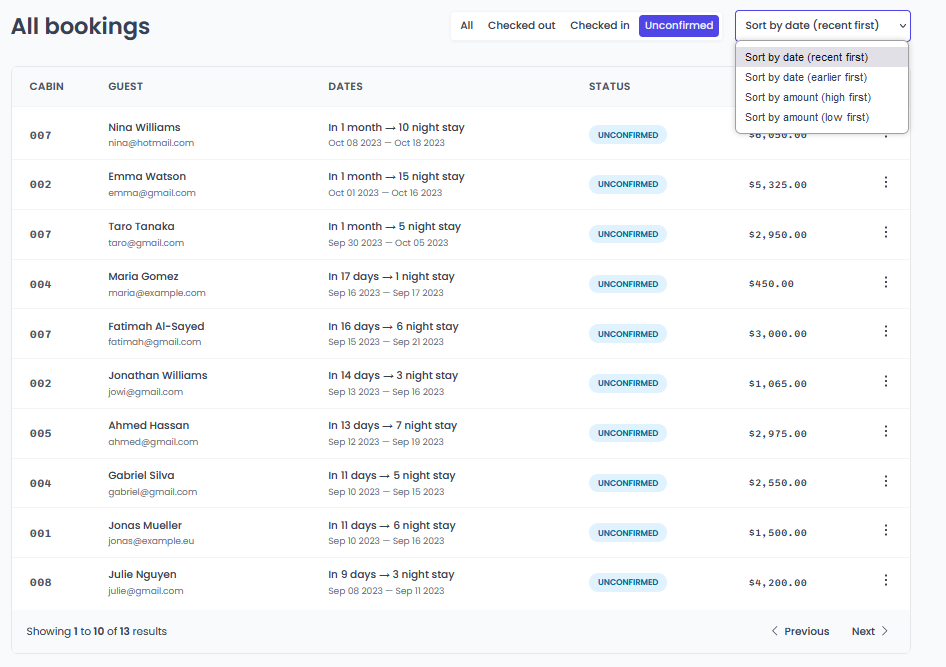 All bookings
All Checked out Checked in Unconfirmed Sort by date (recent first)
Sort by date (recent first)
Sort by date (earlier first)
Sort by amount (high first)
Sort by amount (low first)
CABIN GUEST DATES STATUS
007 Nina Williams In 1 month → 10 night stay UNCONFIRMED
nina@hotmail.com Oct 08 2023 — Oct 18 2023
002 Emma Watson In 1 month → 15 night stay UNCONFIRMED $5,325.00
emma@gmail.com Oct 01 2023 — Oct 16 2023
007 Taro Tanaka In 1 month → 5 night stay UNCONFIRMED $2,950.00
taro@gmail.com Sep 30 2023 — Oct 05 2023
004 Maria Gomez In 17 days → 1 night stay UNCONFIRMED $450.00
maria@example.com Sep 16 2023 — Sep 17 2023
007 Fatimah Al-Sayed In 16 days → 6 night stay UNCONFIRMED $3,000.00
fatimah@gmail.com Sep 15 2023 — Sep 21 2023
002 Jonathan Williams In 14 days → 3 night stay UNCONFIRMED $1,065.00
jowi@gmail.com Sep 13 2023 — Sep 16 2023
005 Ahmed Hassan In 13 days → 7 night stay UNCONFIRMED $2,975.00
ahmed@gmail.com Sep 12 2023 — Sep 19 2023
004 Gabriel Silva In 11 days → 5 night stay UNCONFIRMED $2,550.00
gabriel@gmail.com Sep 10 2023 — Sep 15 2023
001 Jonas Mueller In 11 days → 6 night stay UNCONFIRMED $1,500.00
jonas@example.eu Sep 10 2023 — Sep 16 2023
008 Julie Nguyen In 9 days → 3 night stay UNCONFIRMED $4,200.00
julie@gmail.com Sep 08 2023 — Sep 11 2023
Showing 1 to 10 of 13 results Previous Next